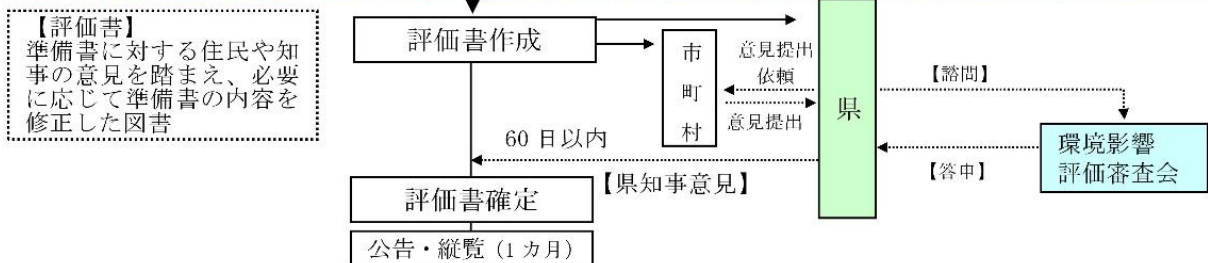 【評価書】
準備書に対する住民や知
事の意見を踏まえ、必要
に応じて準備書の内容を
修正した図書
評価書作成
市
町
村
意見提出
依頼
意見提出
県
【諮問】
【答申】
環境影響
評価審査会
60 日以内
【県知事意見】
評価書確定
公告・縦覧（1 カ月）